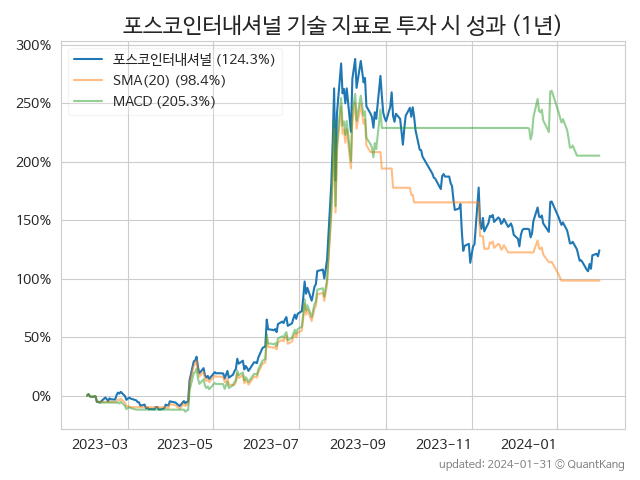 포스코인터내셔널 기술 지표로 투자 시 성과 (1년)
300%
250%
200%
150%
100%
50%
0%
포스코인터내셔널 (124.3%)
SMA(20) (98.4%)
MACD (205.3%)
2023-03 2023-05 2023-07 2023-09 2023-11 2024-01
updated: 2024-01-31 © QuantKang